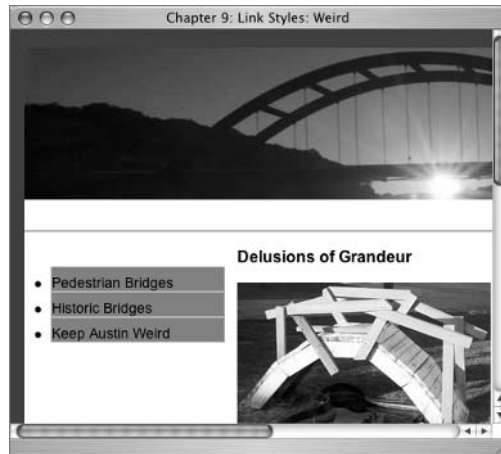 Chapter 9: Link Styles: Weird
Delusions of Grandeur
Pedestrian Bridges
Historic Bridges
Keep Austin Weird